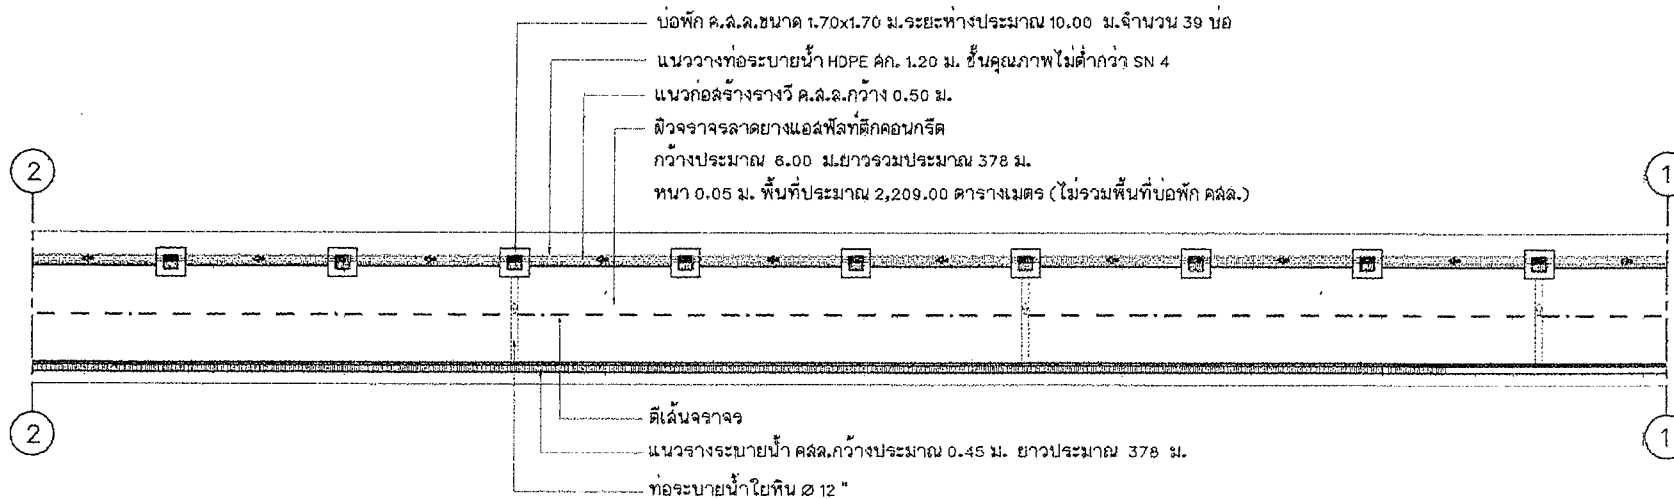 บ่อพัก ค.ส.ล.ขนาด 1.70x1.70 ม.ระยะห่างประมาณ 10.00 ม.จำนวน 39 บ่อ
แนววางท่อระบายน้ำ HDPE ศก. 1.20 ม. ชั้นคุณภาพไม่ต่ำกว่า SN 4
แนวก่อสร้างรางวี ค.ส.ล.กว้าง 0.50 ม.
ผิวจราจรลาดยางแอสฟัลท์ติกคอนกรีต
กว้างประมาณ 6.00 ม.ยาวรวมประมาณ 378 ม.
หนา 0.05 ม. พื้นที่ประมาณ 2,209.00 ตารางเมตร (ไม่รวมพื้นที่บ่อพัก คสล.)
2
1
2
1
ตีเส้นจราจร
แนวรางระบายน้ำ คสล.กว้างประมาณ 0.45 ม. ยาวประมาณ 378 ม.
ท่อระบายน้ำใยหิน Ø 12 "